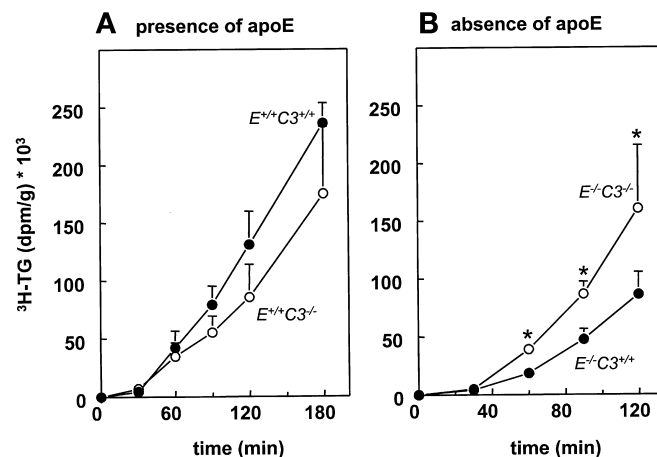 A presence of apoE
B absence of apoE
³H-TG (dpm/g) * 10³
250
200
150
100
50
0
E+/+C3+/+
E+/+C3-/-
0 60 120 180
time (min)
250
200
150
100
50
0
*
*
*
E-/-C3-/-
E-/-C3+/+
0 40 80 120
time (min)